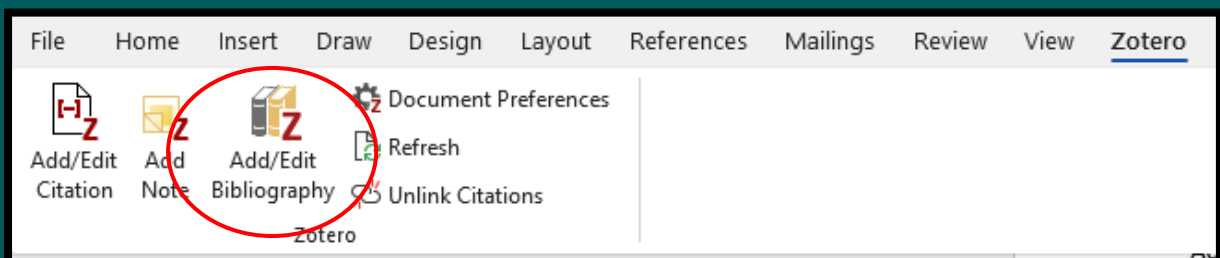 File Home Insert Draw Design Layout References Mailings Review View Zotero
Add/Edit
Citation
Add
Note
Add/Edit
Bibliography
Document Preferences
Refresh
Unlink Citations
Zotero